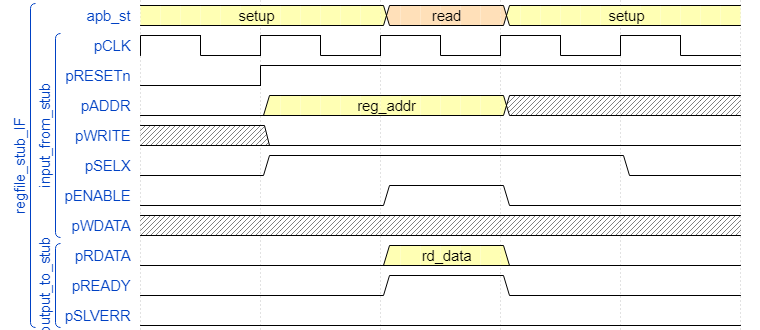 apb_st setup read setup
pCLK
pRESETn
pADDR reg_addr
pWRITE
pSELX
pENABLE
pWDATA
pRDATA rd_data
pREADY
pSLVERR
regfile_stub_IF
input_from_stub
output_to_stub